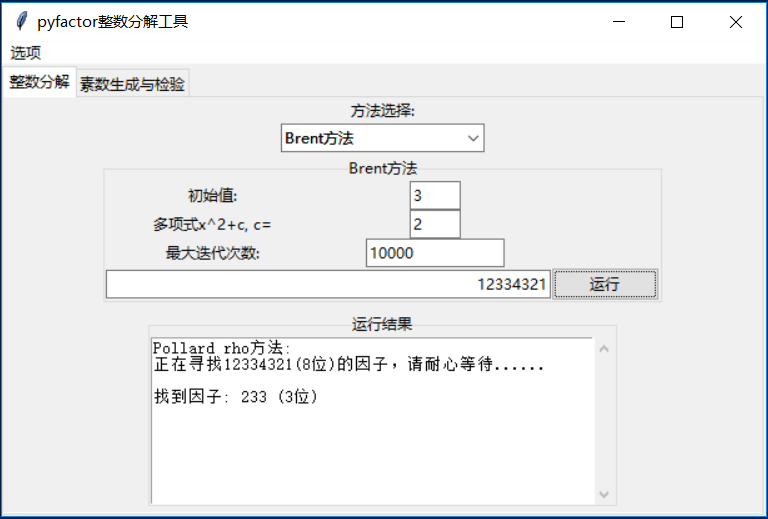 pyfactor整数分解工具
选项
整数分解 素数生成与检验
方法选择:
Brent方法
Brent方法
初始值: 3
多项式x^2+c, c= 2
最大迭代次数: 10000
12334321 运行
运行结果
Pollard rho方法:
正在寻找12334321(8位)的因子，请耐心等待......
找到因子: 233 (3位)